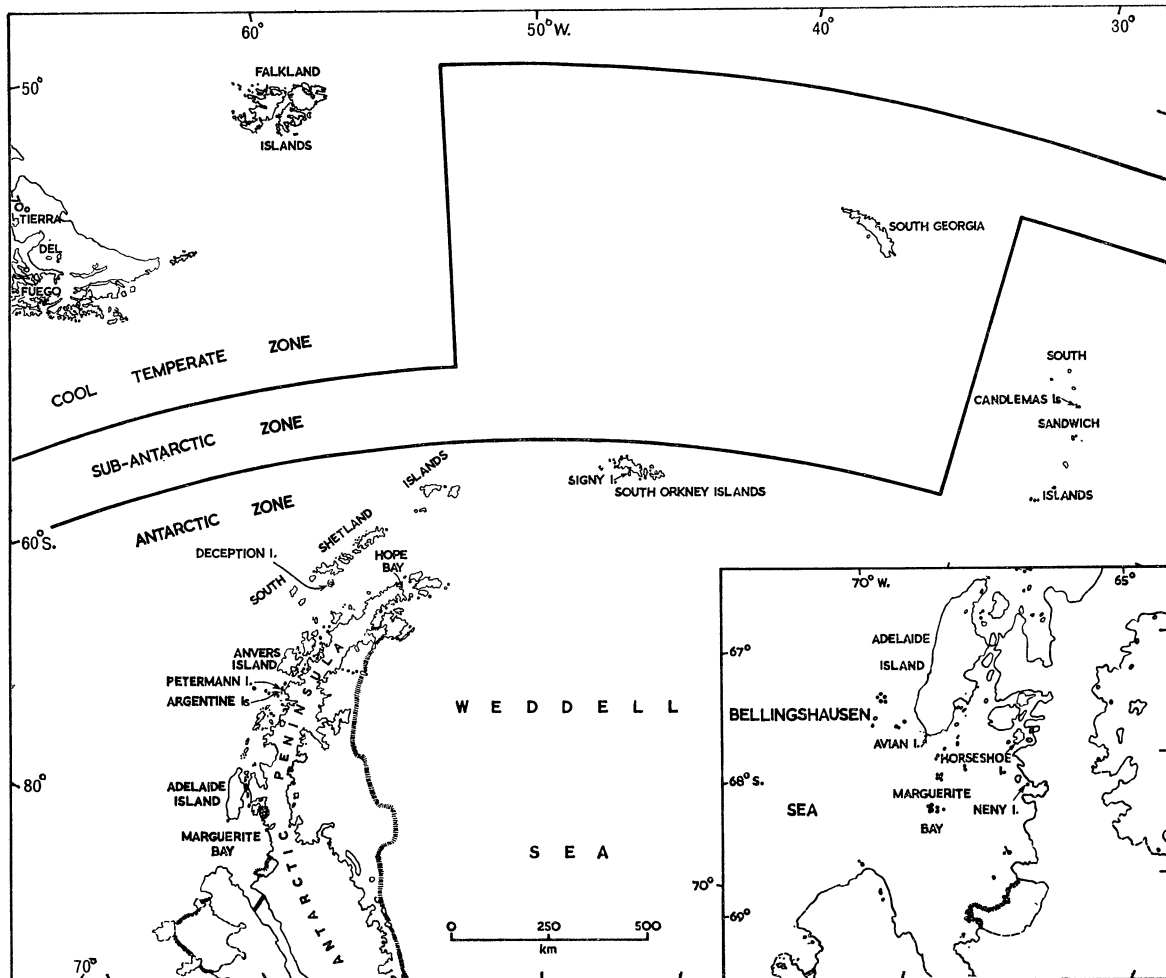 60° 50°W. 40° 30°
50°
FALKLAND
ISLANDS
TIERRA
DEL
FUEGO
SOUTH GEORGIA
COOL TEMPERATE ZONE
SUB-ANTARCTIC ZONE
ANTARCTIC ZONE
SOUTH
CANDLEMAS Is
SANDWICH
ISLANDS
SIGNY I.
SOUTH ORKNEY ISLANDS
60°S.
SOUTH SHETLAND ISLANDS
DECEPTION I.
HOPE
BAY
ANVERS
ISLAND
PETERMANN I.
ARGENTINE Is
ANTARCTIC PENINSULA
WEDDELL
SEA
80°
ADELAIDE
ISLAND
MARGUERITE
BAY
70°
0 250 500
km
70° W. 65°
67°
ADELAIDE
ISLAND
BELLINGSHAUSEN
SEA
AVIAN I.
HORSESHOE
68°S.
MARGUERITE
BAY
NENY I.
70°
69°